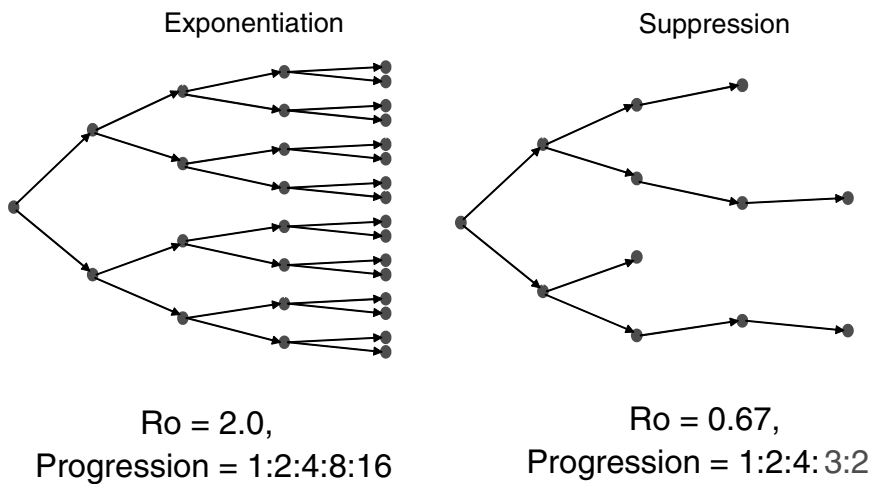 Exponentiation
Ro = 2.0,
Progression = 1:2:4:8:16
Suppression
Ro = 0.67,
Progression = 1:2:4:3:2